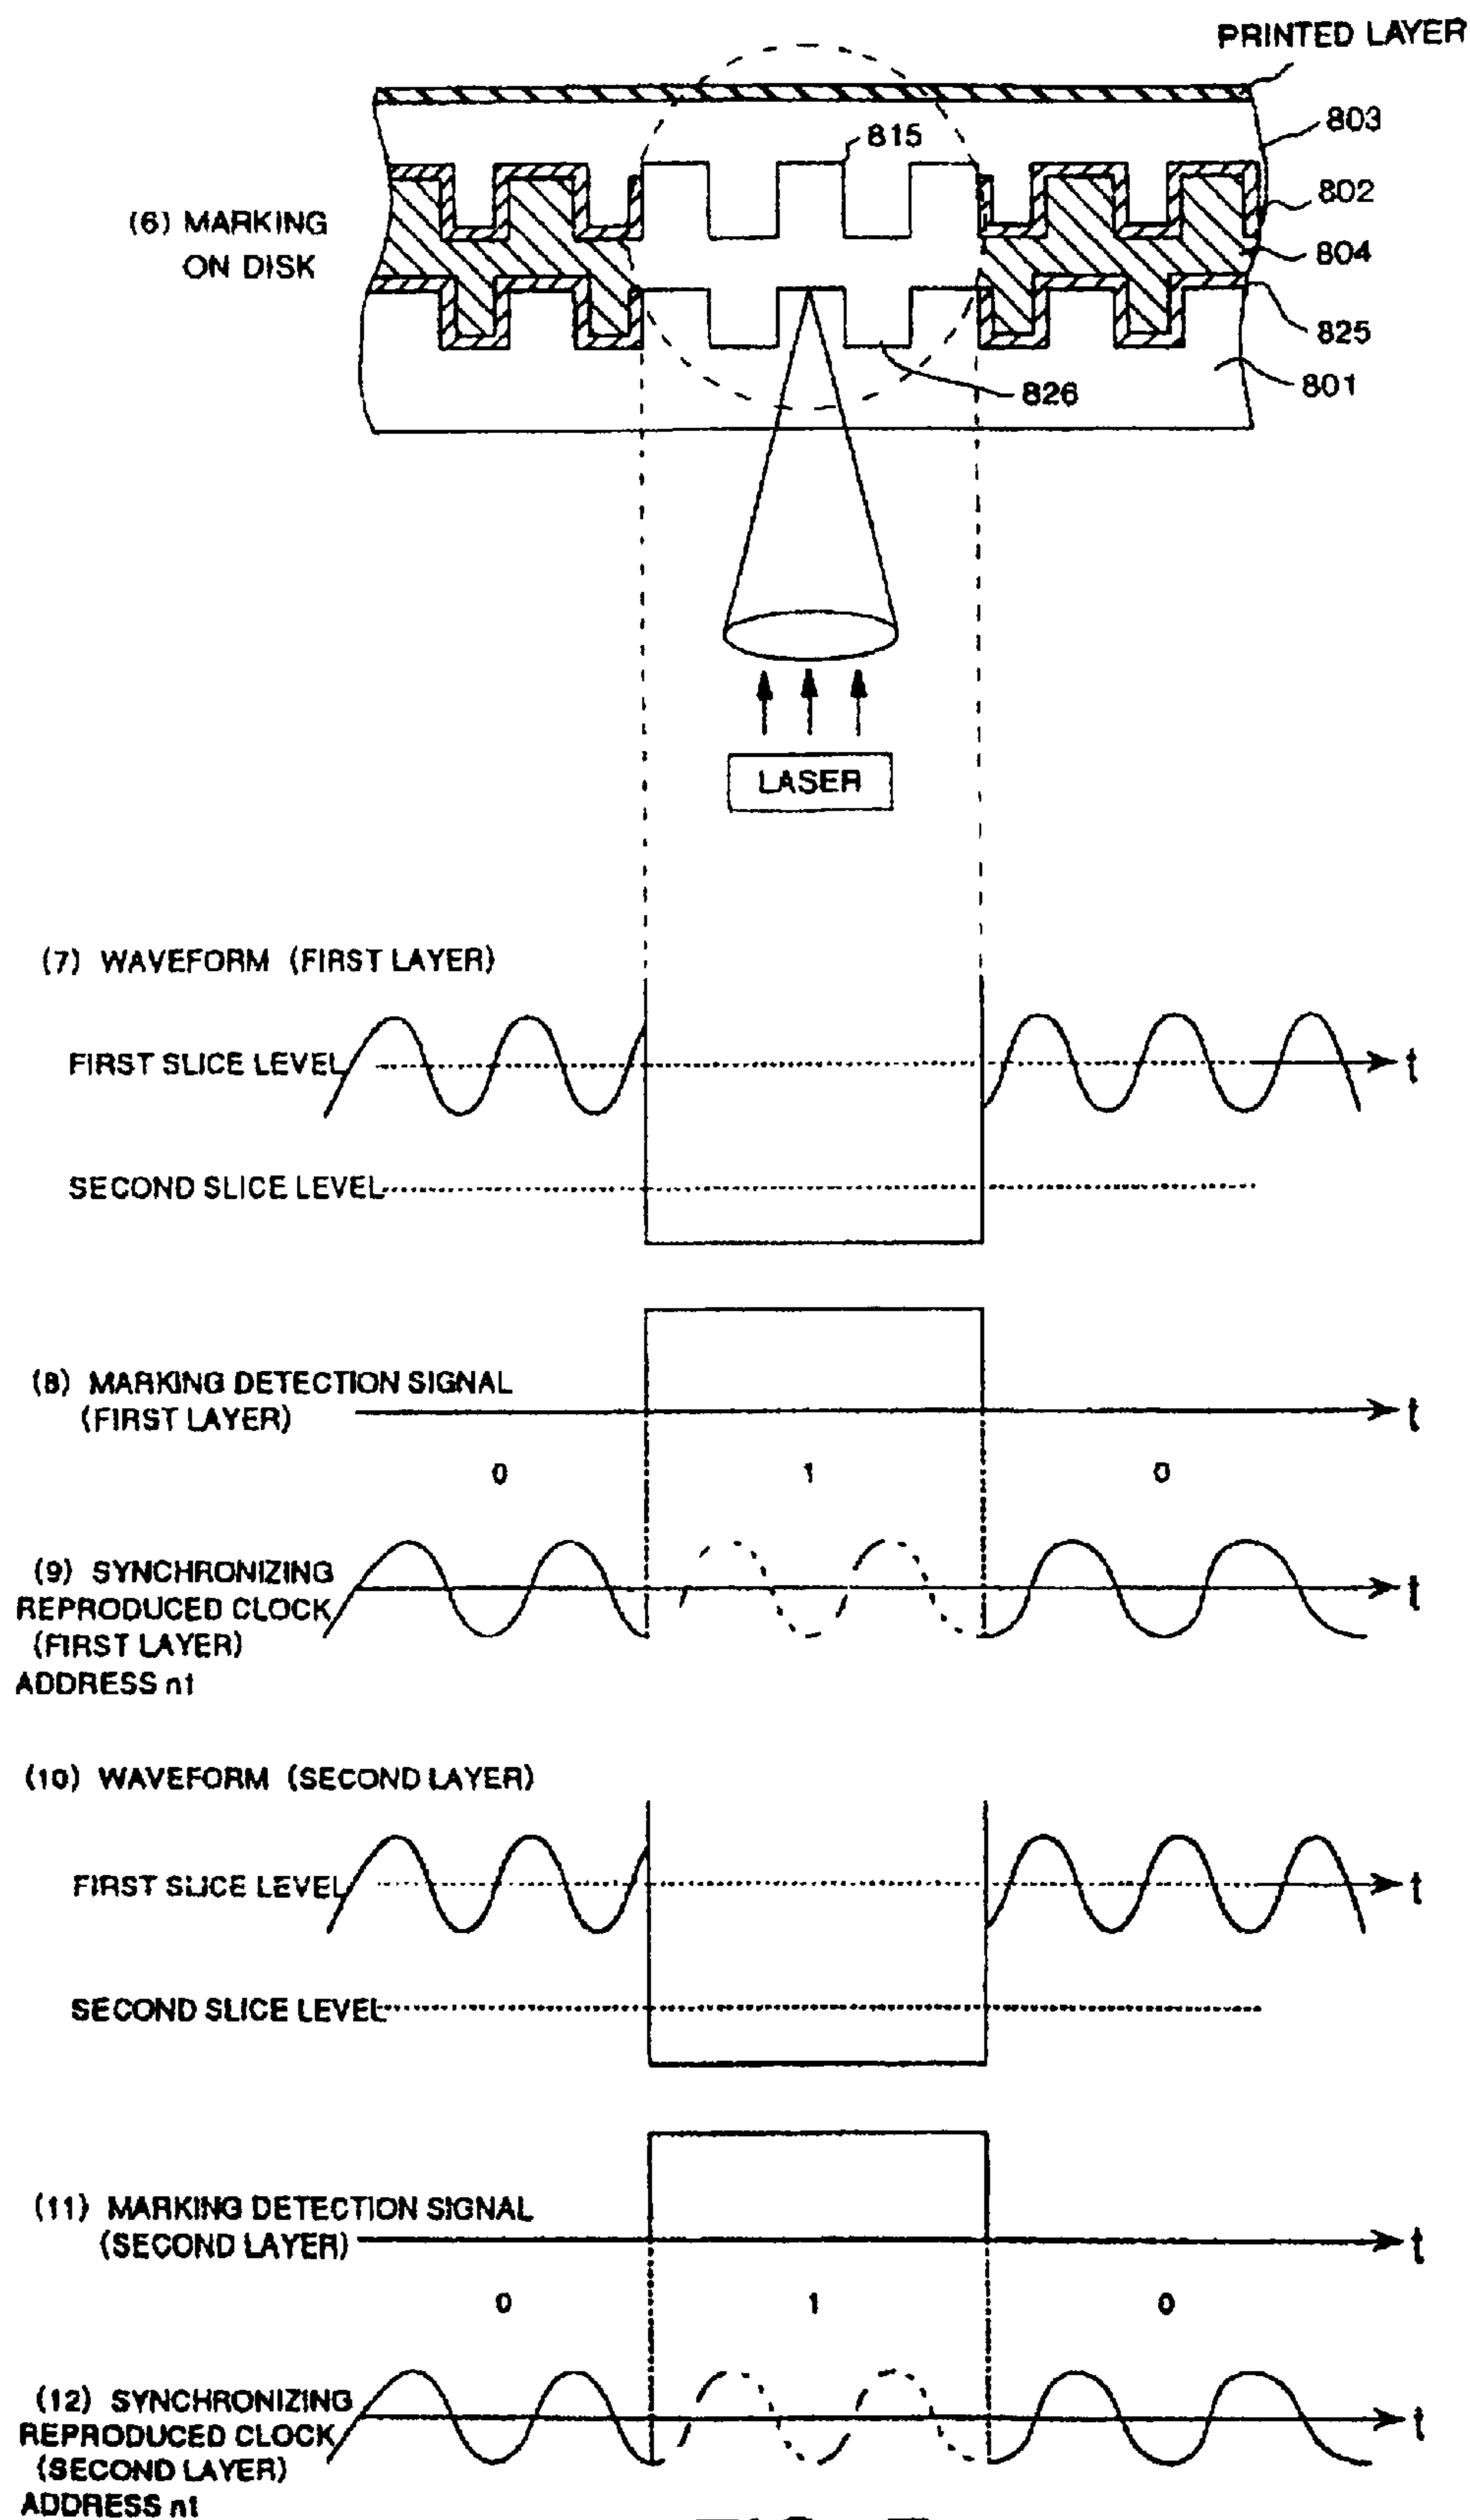 PRINTED LAYER
803
815
802
(6) MARKING
ON DISK
804
825
826
801
LASER
(7) WAVEFORM (FIRST LAYER)
FIRST SLICE LEVEL
t
SECOND SLICE LEVEL
(8) MARKING DETECTION SIGNAL
(FIRST LAYER)
t
0 1 0
(9) SYNCHRONIZING
REPRODUCED CLOCK
(FIRST LAYER)
ADDRESS n1
t
(10) WAVEFORM (SECOND LAYER)
FIRST SLICE LEVEL
t
SECOND SLICE LEVEL
(11) MARKING DETECTION SIGNAL
(SECOND LAYER)
t
0 1 0
(12) SYNCHRONIZING
REPRODUCED CLOCK
(SECOND LAYER)
ADDRESS n1
t